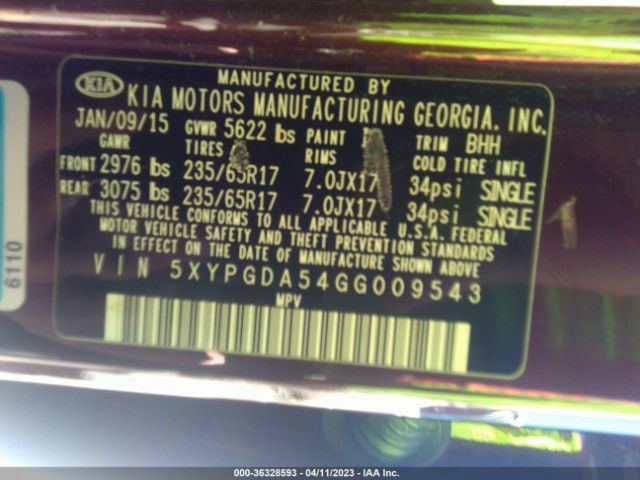 MANUFACTURED BY
KIA KIA MOTORS MANUFACTURING GEORGIA. INC.
JAN/09/15 GVWR 5622 lbs PAINT TRIM BHH
GAWR TIRES RIMS COLD TIRE INFL
FRONT 2976 lbs 235/65R17 7.0JX17 34psi SINGLE
REAR 3075 lbs 235/65R17 7.0JX17 34psi SINGLE
THIS VEHICLE CONFORMS TO ALL APPLICABLE U.S.A. FEDERAL
MOTOR VEHICLE SAFETY AND THEFT PREVENTION STANDARDS
IN EFFECT ON THE DATE OF MANUFACTURE SHOWN ABOVE
VIN 5XYPGDA54GG009543
MPV
6110
000-36328593 - 04/11/2023 - IAA Inc.